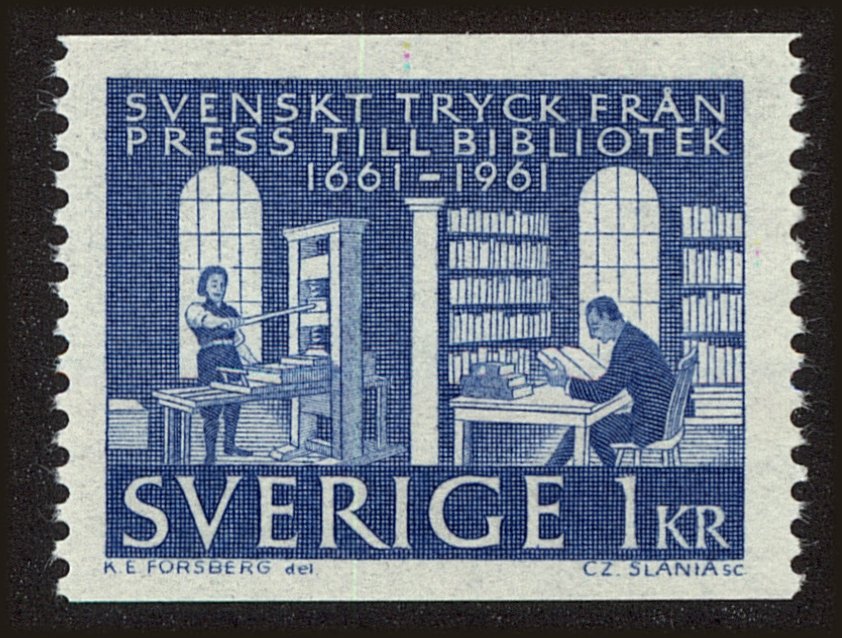 SVENSKT TRYCK FRÅN
PRESS TILL BIBLIOTEK
1661-1961
SVERIGE 1 KR
K.E. FORSBERG del.
CZ. SLANIA sc